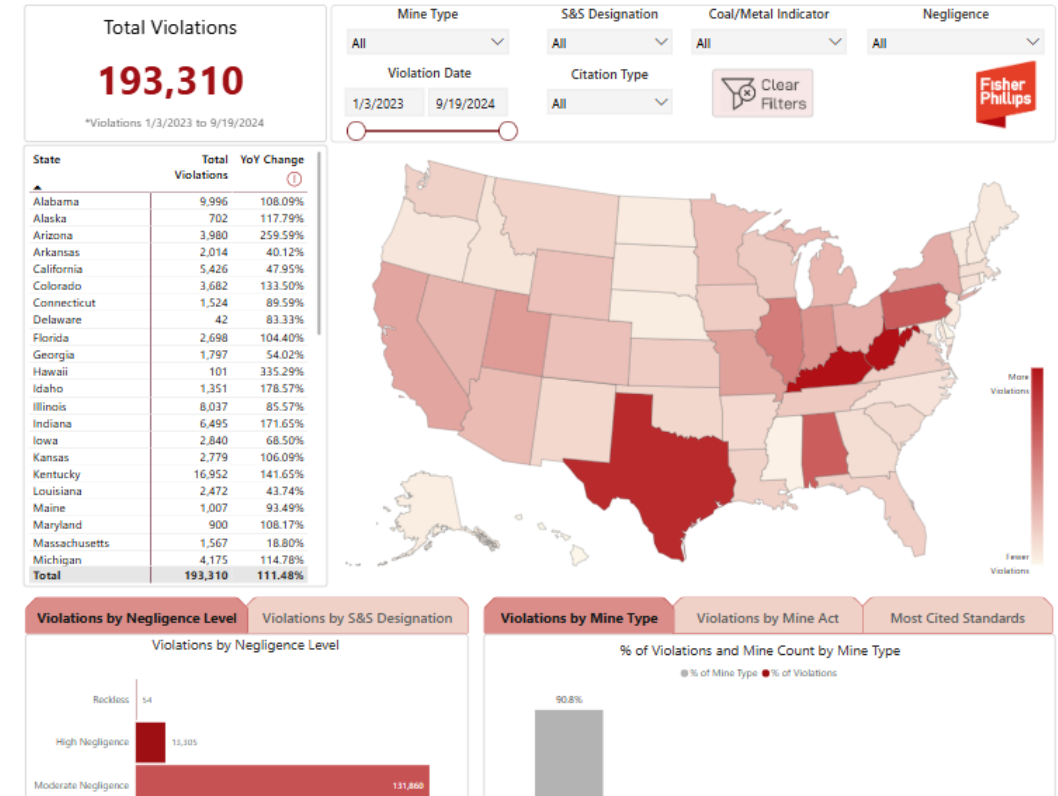 Total Violations
193,310
*Violations 1/3/2023 to 9/19/2024
Mine Type
S&S Designation
Coal/Metal Indicator
Negligence
All
All
All
All
Violation Date
Citation Type
1/3/2023
9/19/2024
All
Clear
Filters
Fisher
Phillips
State Total Violations YoY Change
Alabama 9,996 108.09%
Alaska 702 117.79%
Arizona 3,980 259.59%
Arkansas 2,014 40.12%
California 5,426 47.95%
Colorado 3,682 133.50%
Connecticut 1,524 89.59%
Delaware 42 83.33%
Florida 2,698 104.40%
Georgia 1,797 54.02%
Hawaii 101 335.29%
Idaho 1,351 178.57%
Illinois 8,037 85.57%
Indiana 6,495 171.65%
Iowa 2,840 68.50%
Kansas 2,779 106.09%
Kentucky 16,952 141.65%
Louisiana 2,472 43.74%
Maine 1,007 93.49%
Maryland 900 108.17%
Massachusetts 1,567 18.80%
Michigan 4,175 114.78%
Total 193,310 111.48%
More
Violations
Fewer
Violations
Violations by Negligence Level
Violations by S&S Designation
Violations by Negligence Level
Reckless 54
High Negligence 13,305
Moderate Negligence 131,860
Violations by Mine Type
Violations by Mine Act
Most Cited Standards
% of Violations and Mine Count by Mine Type
% of Mine Type % of Violations
90.8%